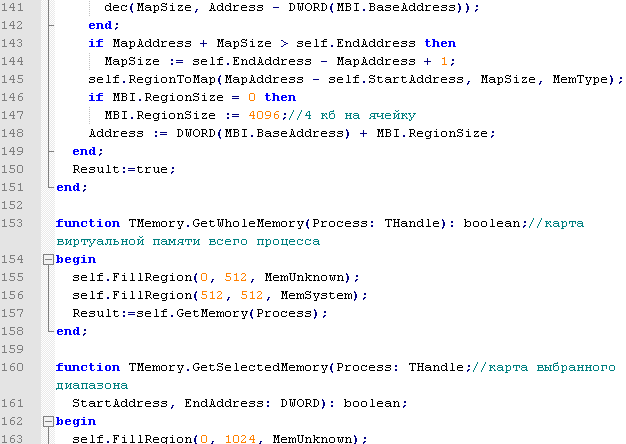 141 dec(MapSize, Address - DWORD(MBI.BaseAddress));
142 end;
143 if MapAddress + MapSize > self.EndAddress then
144 MapSize := self.EndAddress - MapAddress + 1;
145 self.RegionToMap(MapAddress - self.StartAddress, MapSize, MemType);
146 if MBI.RegionSize = 0 then
147 MBI.RegionSize := 4096;//4 кб на ячейку
148 Address := DWORD(MBI.BaseAddress) + MBI.RegionSize;
149 end;
150 Result:=true;
151 end;
152
153 function TMemory.GetWholeMemory(Process: THandle): boolean;//карта
виртуальной памяти всего процесса
154 begin
155 self.FillRegion(0, 512, MemUnknown);
156 self.FillRegion(512, 512, MemSystem);
157 Result:=self.GetMemory(Process);
158 end;
159
160 function TMemory.GetSelectedMemory(Process: THandle;//карта выбранного
диапазона
161 StartAddress, EndAddress: DWORD): boolean;
162 begin
163 self.FillRegion(0, 1024, MemUnknown);